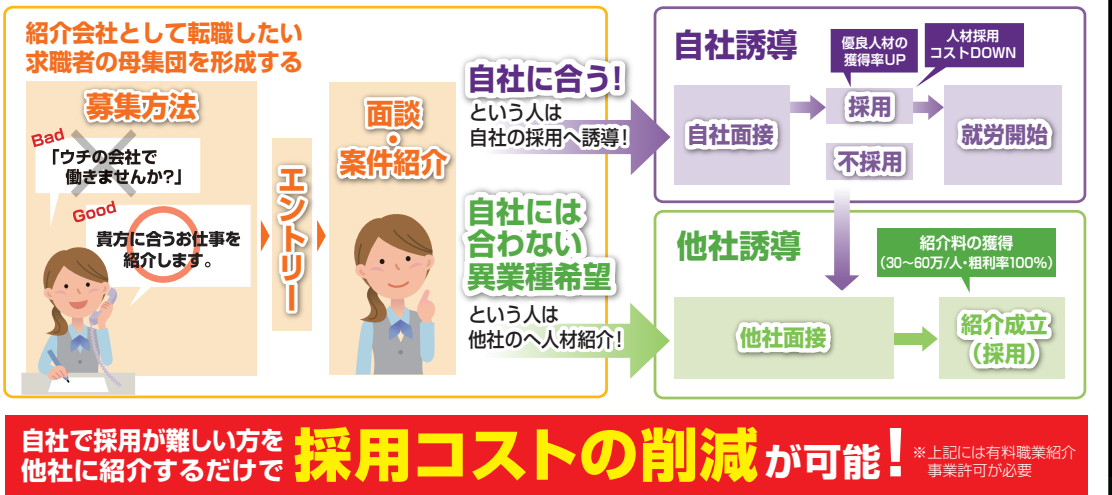 紹介会社として転職したい
求職者の母集団を形成する
募集方法
Bad
「ウチの会社で
働きませんか?」
Good
貴方に合うお仕事を
紹介します。
エントリー
面談
・
案件紹介
自社に合う!
という人は
自社の採用へ誘導!
自社には
合わない
異業種希望
という人は
他社のへ人材紹介!
自社誘導
優良人材の
獲得率UP
人材採用
コストDOWN
自社面接
採用
不採用
就労開始
他社誘導
紹介料の獲得
(30~60万/人・粗利率100%)
他社面接
紹介成立
(採用)
自社で採用が難しい方を
他社に紹介するだけで
採用コストの削減が可能!
※上記には有料職業紹介
事業許可が必要